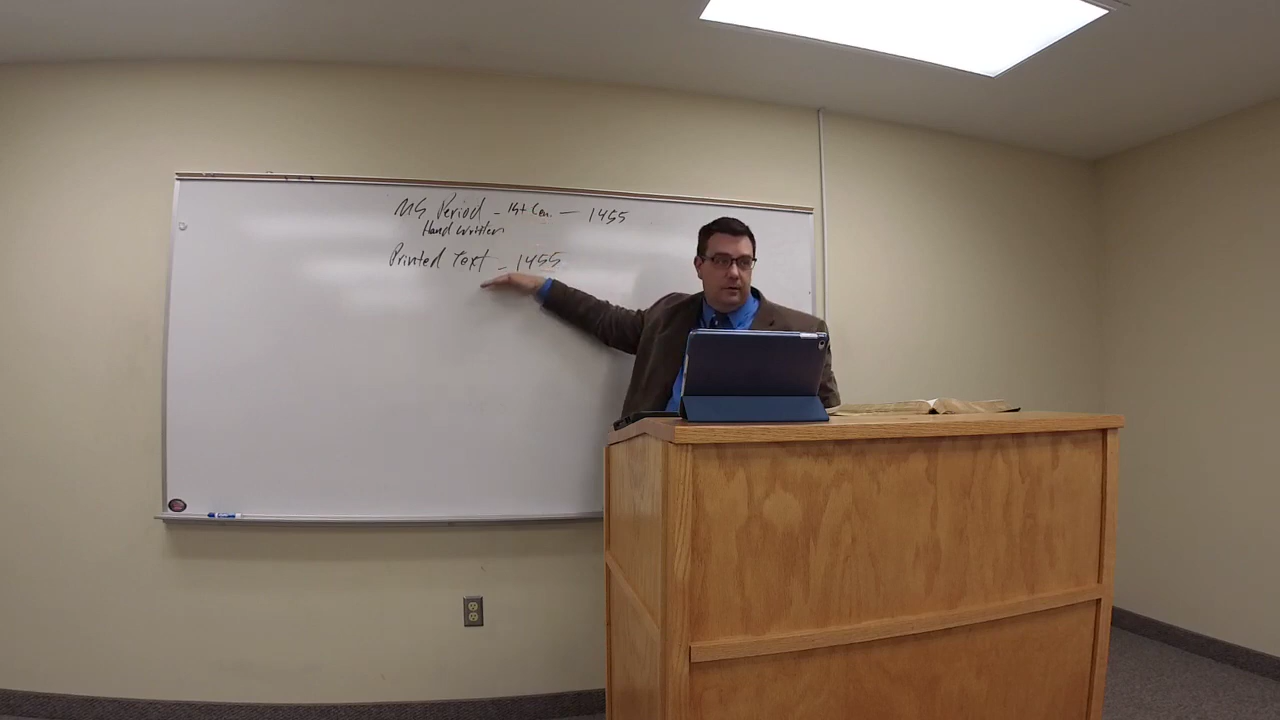 MS Period - 1st Cen. — 1455
Hand Written
Printed Text - 1455